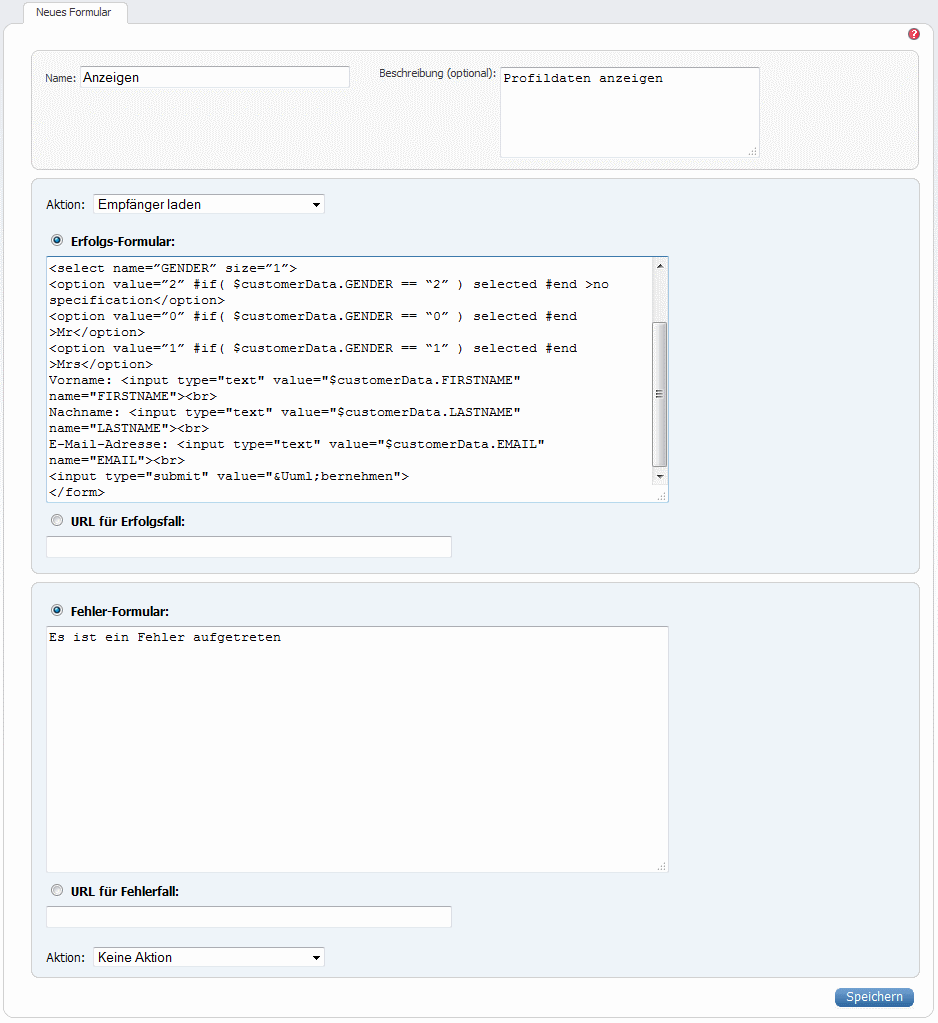 Neues Formular
?
Name: Anzeigen
Beschreibung (optional): Profildaten anzeigen
Aktion: Empfänger laden
Erfolgs-Formular:
<select name=”GENDER” size=”1”>
<option value=”2” #if( $customerData.GENDER == “2” ) selected #end >no
specification</option>
<option value=”0” #if( $customerData.GENDER == “0” ) selected #end
>Mr</option>
<option value=”1” #if( $customerData.GENDER == “1” ) selected #end
>Mrs</option>
Vorname: <input type="text" value="$customerData.FIRSTNAME"
name="FIRSTNAME"><br>
Nachname: <input type="text" value="$customerData.LASTNAME"
name="LASTNAME"><br>
E-Mail-Adresse: <input type="text" value="$customerData.EMAIL"
name="EMAIL"><br>
<input type="submit" value="&Uuml;bernehmen">
</form>
URL für Erfolgsfall:
Fehler-Formular:
Es ist ein Fehler aufgetreten
URL für Fehlerfall:
Aktion: Keine Aktion
Speichern